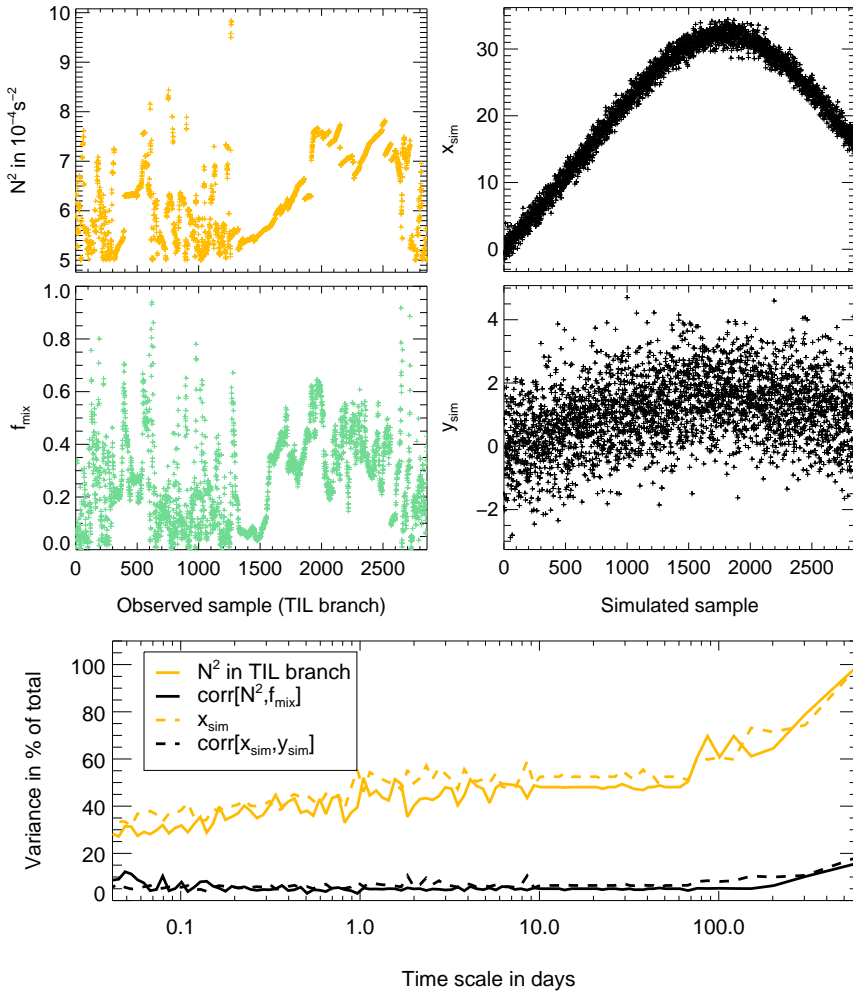 10
9
8
7
6
5
N² in 10⁻⁴s⁻²
30
20
10
0
x_sim
1.0
0.8
0.6
0.4
0.2
0.0
f_mix
0 500 1000 1500 2000 2500
Observed sample (TIL branch)
4
2
0
−2
y_sim
0 500 1000 1500 2000 2500
Simulated sample
100
80
60
40
20
0
Variance in % of total
N² in TIL branch
corr[N²,f_mix]
x_sim
corr[x_sim,y_sim]
0.1 1.0 10.0 100.0
Time scale in days